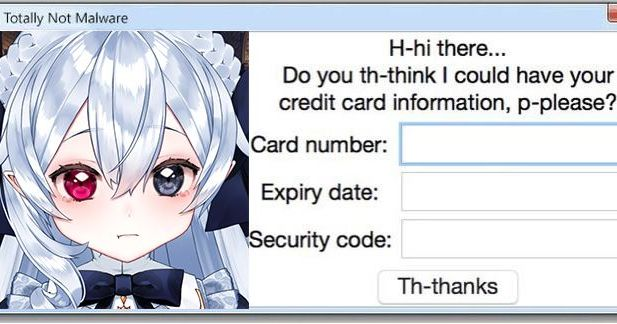 Totally Not Malware
H-hi there...
Do you th-think I could have your
credit card information, p-please?
Card number:
Expiry date:
Security code:
Th-thanks